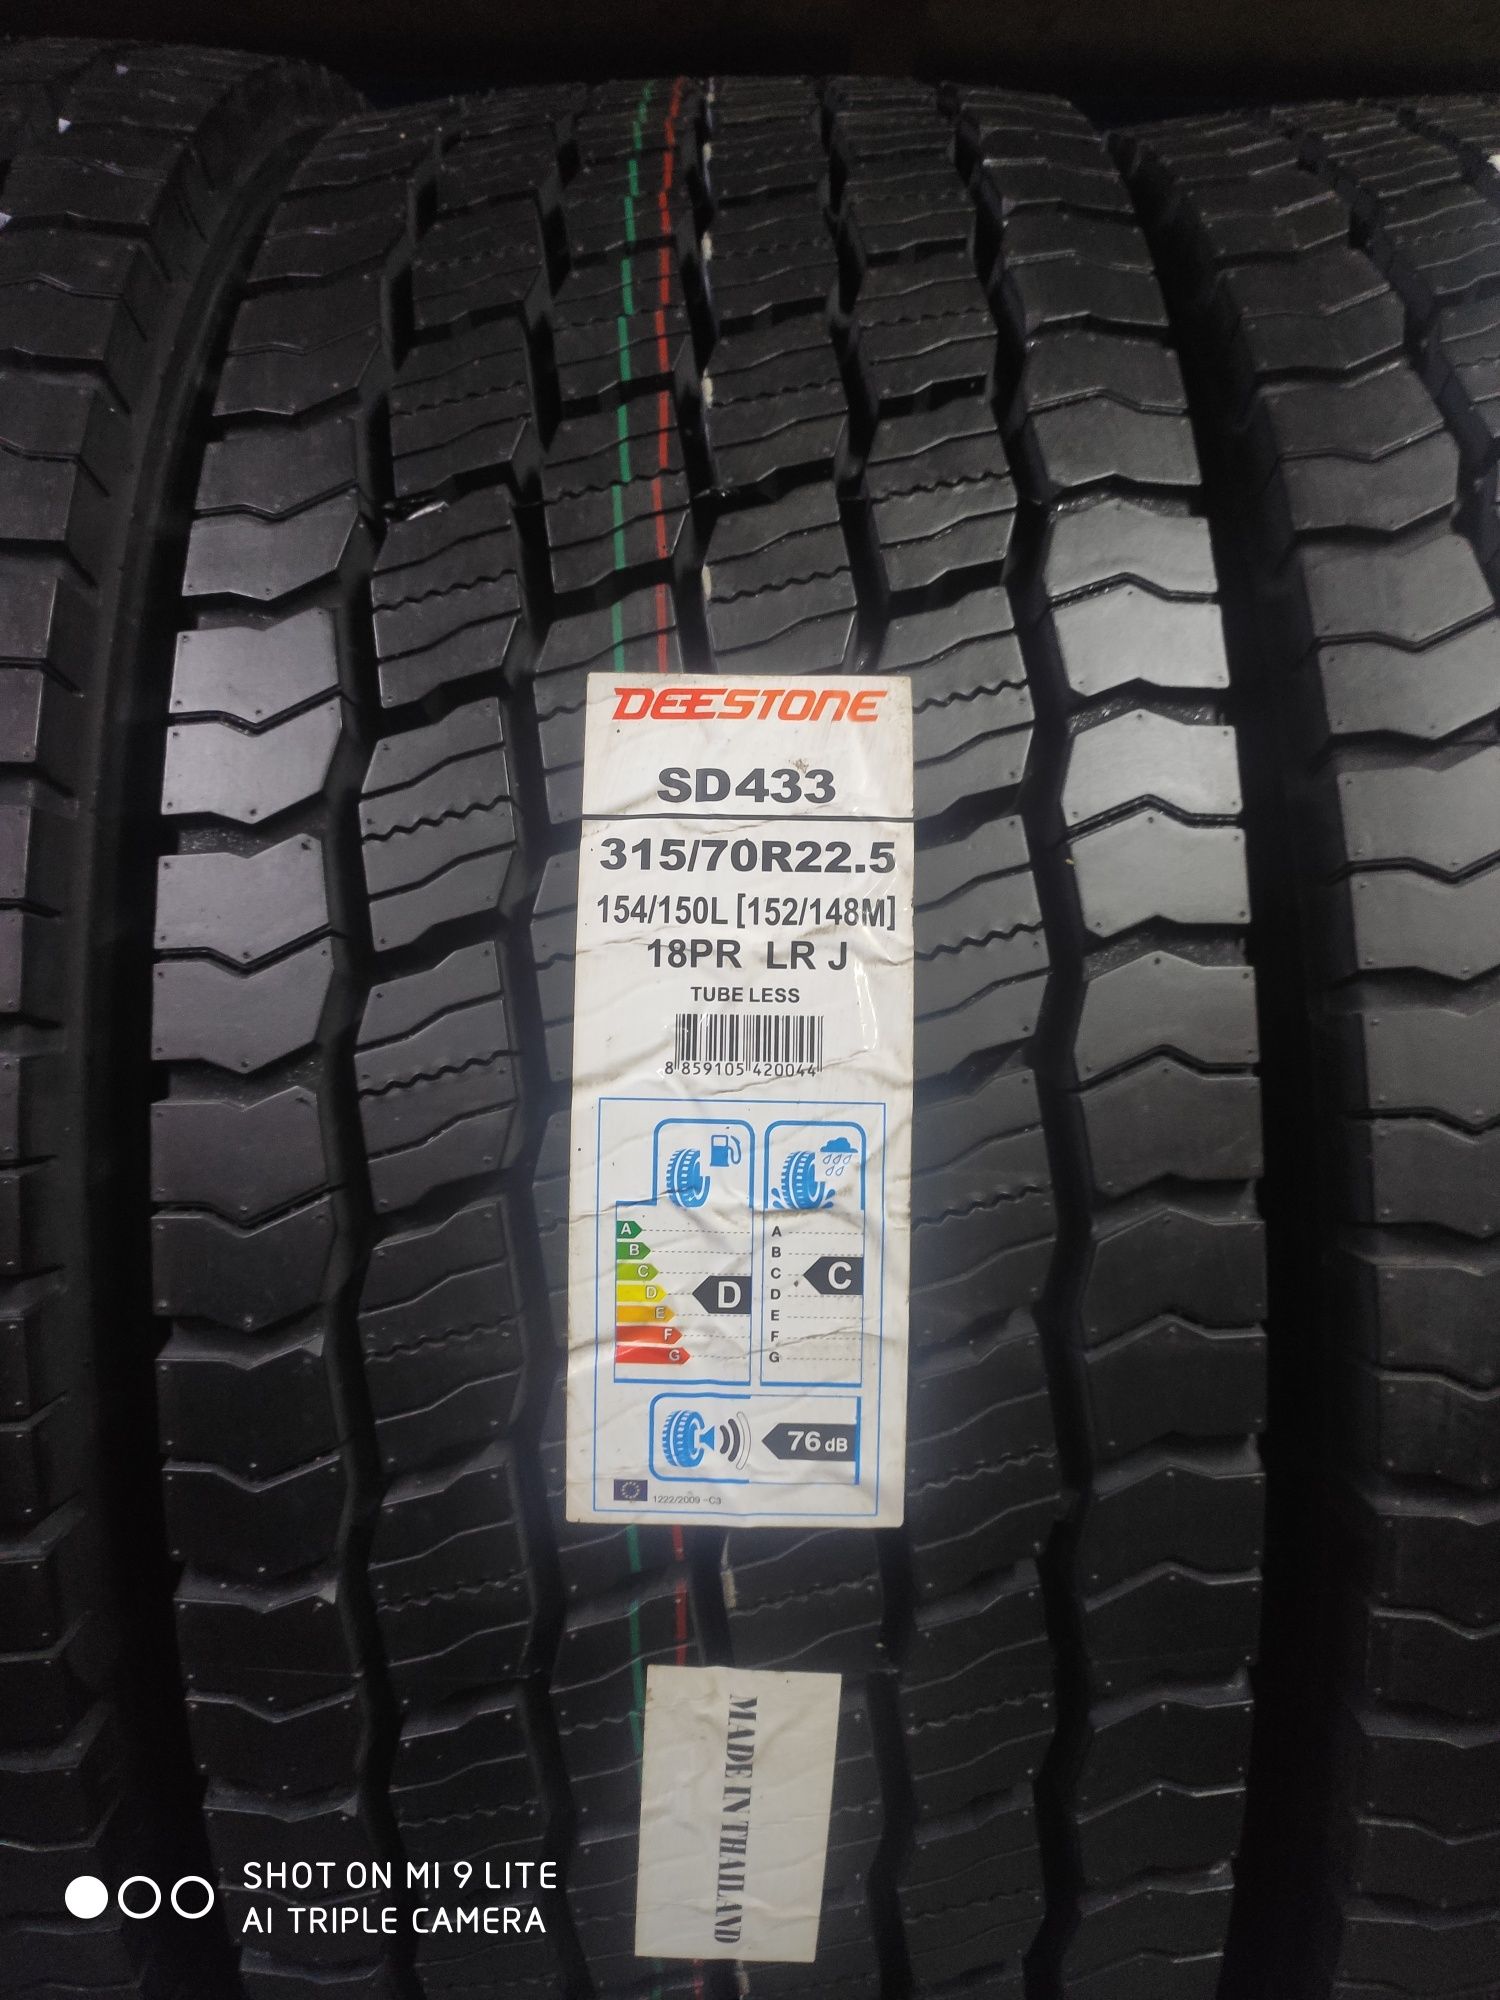 DEESTONE
SD433
315/70R22.5
154/150L [152/148M]
18PR LR J
TUBE LESS
8 859105 420044
A
B
C
D
E
F
G
D
A
B
C
D
E
F
G
C
76 dB
1222/2009 -C3
MADE IN THAILAND
SHOT ON MI 9 LITE
AI TRIPLE CAMERA